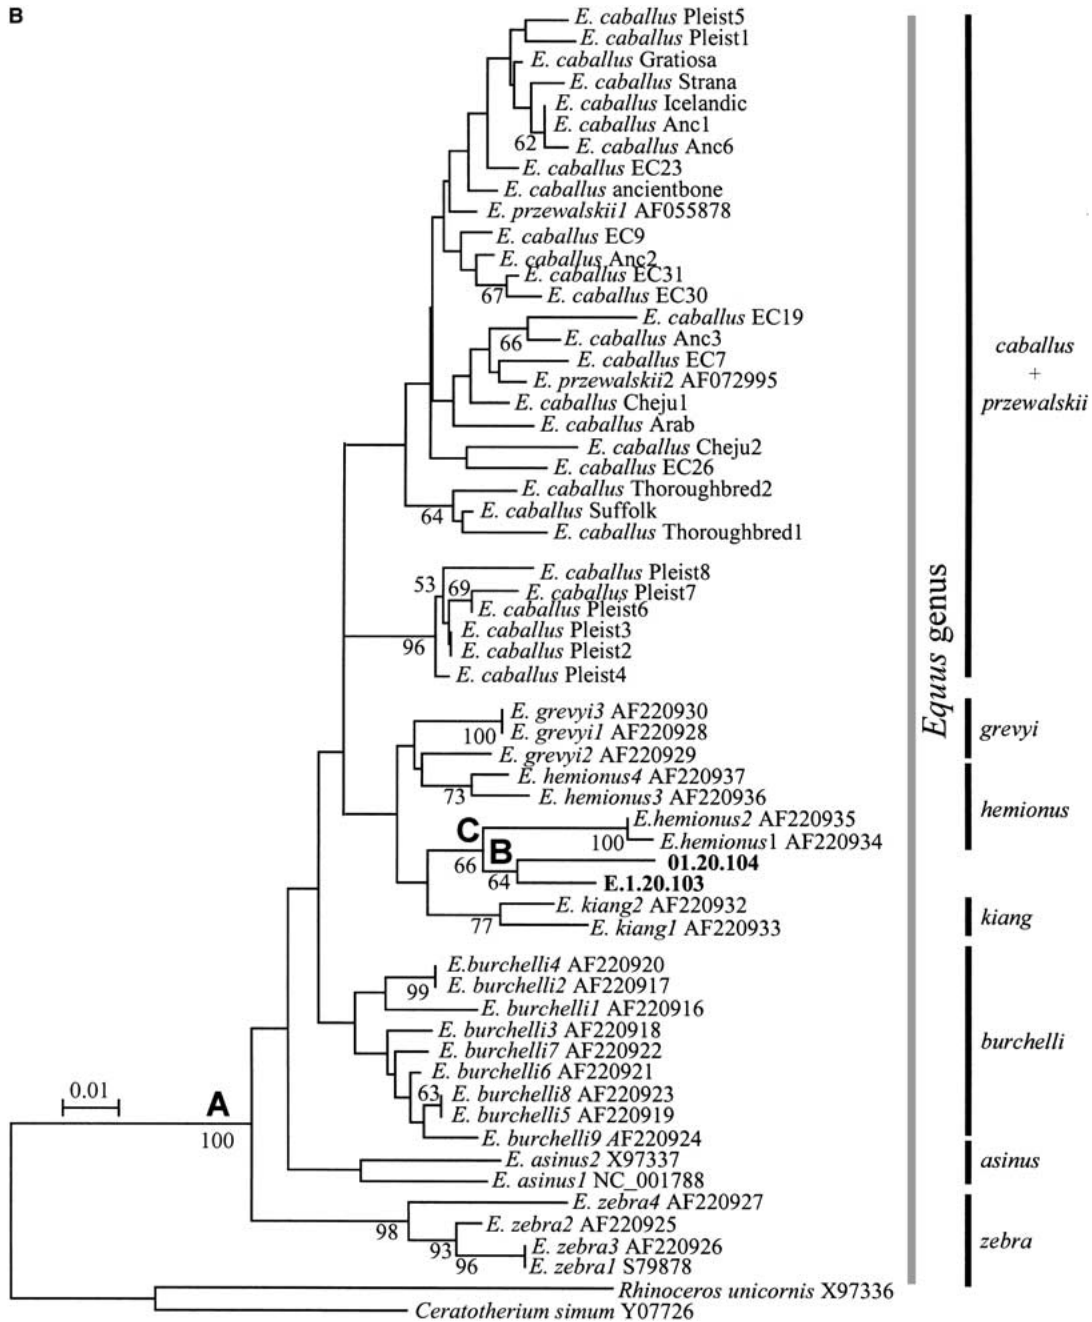 B
E. caballus Pleist5
E. caballus Pleist1
E. caballus Gratiosa
E. caballus Strana
E. caballus Icelandic
E. caballus Anc1
62 E. caballus Anc6
E. caballus EC23
E. caballus ancientbone
E. przewalskii1 AF055878
E. caballus EC9
E. caballus Anc2
E. caballus EC31
67 E. caballus EC30
E. caballus EC19
66 E. caballus Anc3
E. caballus EC7
E. przewalskii2 AF072995
E. caballus Cheju1
E. caballus Arab
E. caballus Cheju2
E. caballus EC26
E. caballus Thoroughbred2
64 E. caballus Suffolk
E. caballus Thoroughbred1
caballus
+
przewalskii
E. caballus Pleist8
53 69 E. caballus Pleist7
E. caballus Pleist6
E. caballus Pleist3
96 E. caballus Pleist2
E. caballus Pleist4
Equus genus
E. grevyi3 AF220930
100 E. grevyi1 AF220928
E. grevyi2 AF220929
grevyi
E. hemionus4 AF220937
73 E. hemionus3 AF220936
hemionus
C E.hemionus2 AF220935
66 100 E.hemionus1 AF220934
B 01.20.104
64 E.1.20.103
E. kiang2 AF220932
77 E. kiang1 AF220933
kiang
E.burchelli4 AF220920
99 E. burchelli2 AF220917
E. burchelli1 AF220916
E. burchelli3 AF220918
burchelli
E. burchelli7 AF220922
E. burchelli6 AF220921
63 E. burchelli8 AF220923
E. burchelli5 AF220919
E. burchelli9 AF220924
0.01
A
100
E. asinus2 X97337
E. asinus1 NC_001788
asinus
E. zebra4 AF220927
98 E. zebra2 AF220925
93 E. zebra3 AF220926
96 E. zebra1 S79878
zebra
Rhinoceros unicornis X97336
Ceratotherium simum Y07726